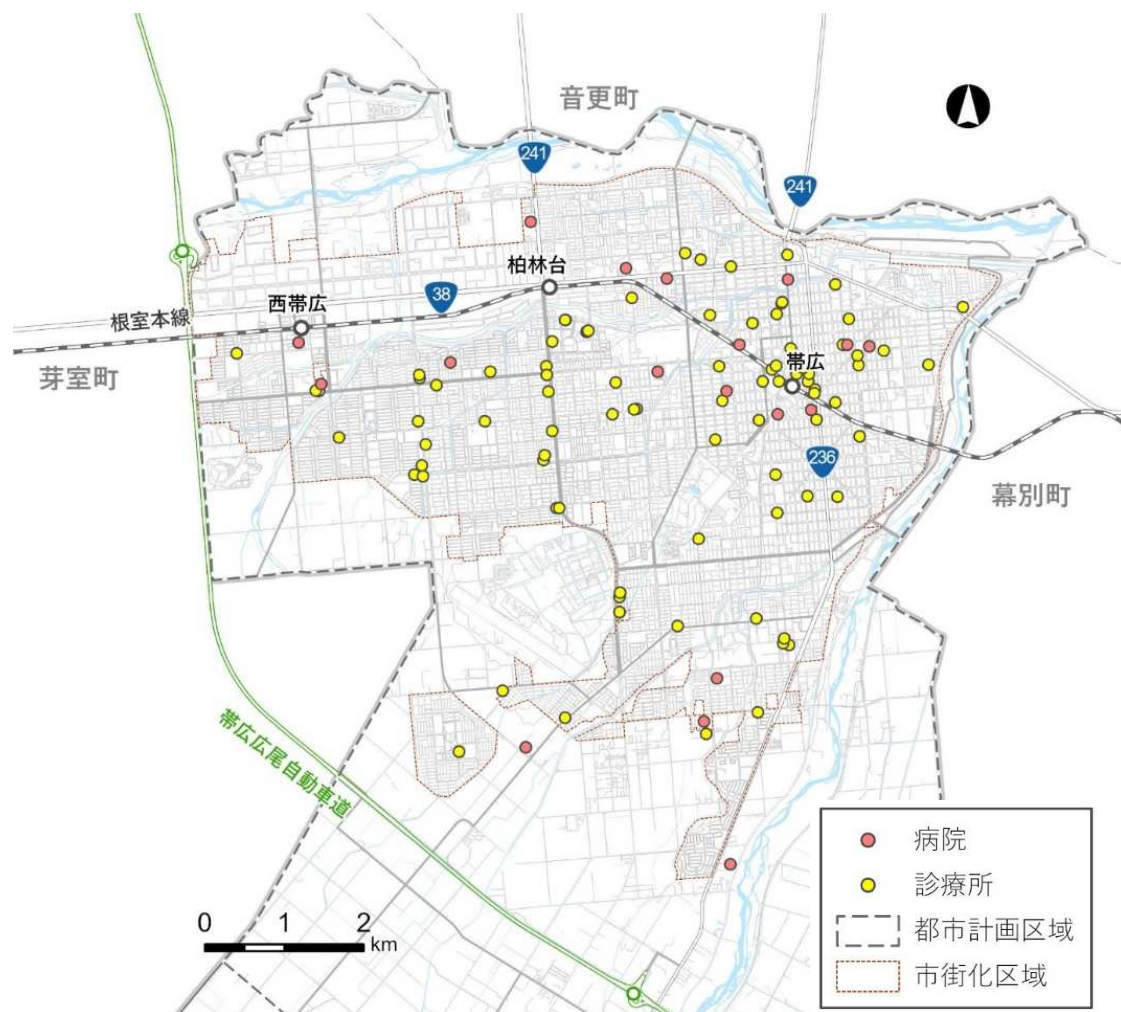 音更町
241
241
柏林台
38
西帯広
根室本線
芽室町
帯広
236
幕別町
帯広広尾自動車道
0 1 2
km
病院
診療所
都市計画区域
市街化区域